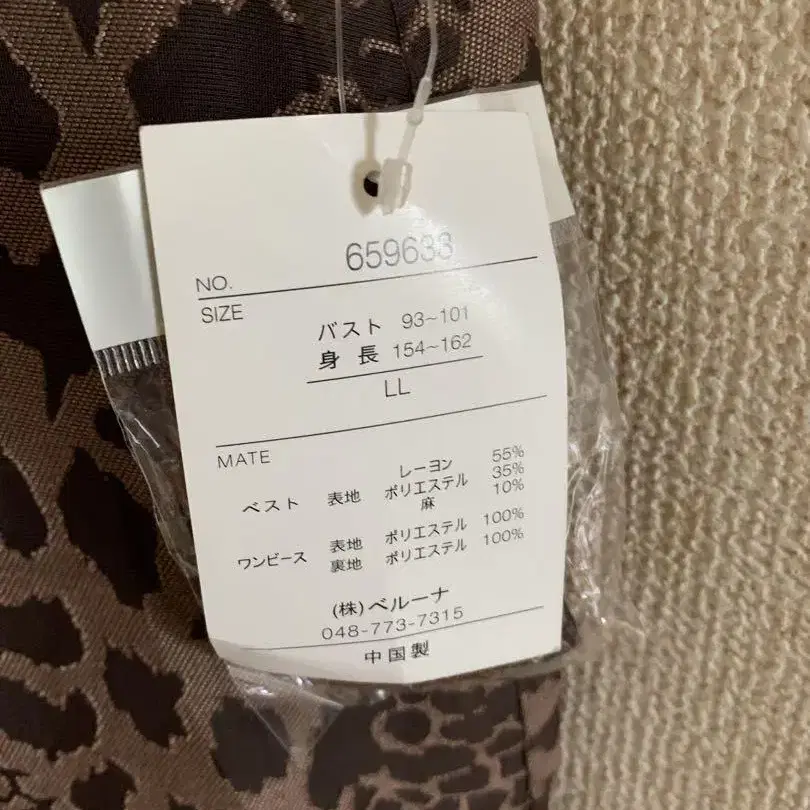 NO. 659633
SIZE
バスト 93~101
身長 154~162
LL
MATE
ベスト 表地 レーヨン 55%
ポリエステル 35%
麻 10%
ワンピース 表地 ポリエステル 100%
裏地 ポリエステル 100%
(株)ベルーナ
048-773-7315
中国製